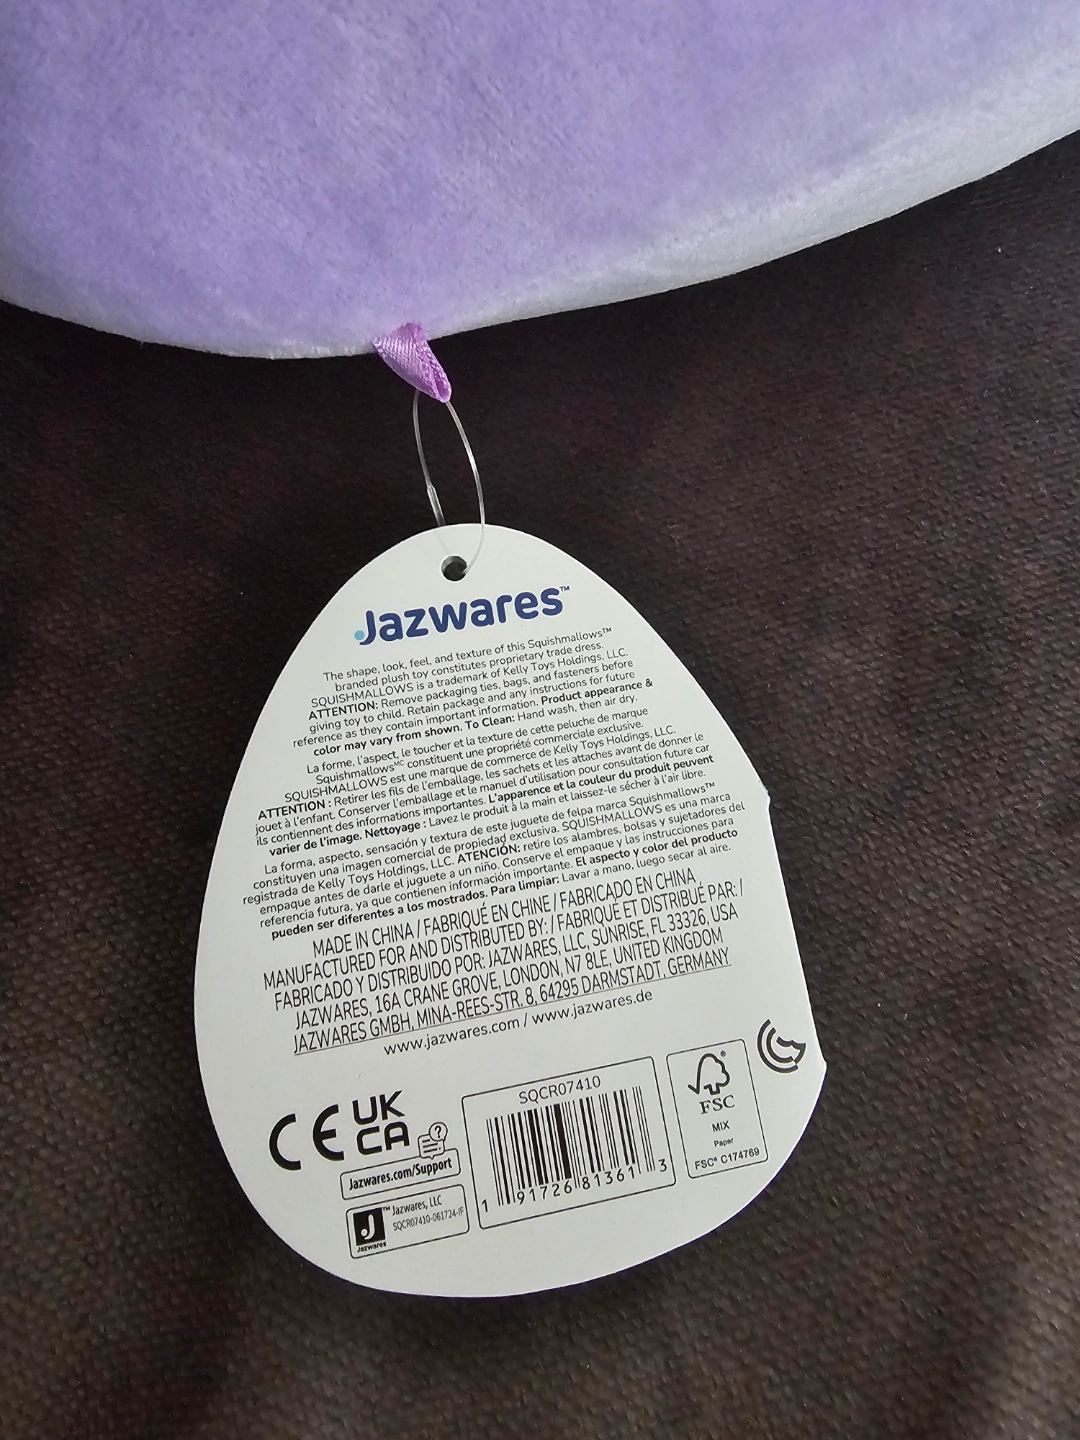 Jazwares™
The shape, look, feel, and texture of this Squishmallows™
branded plush toy constitutes proprietary trade dress.
SQUISHMALLOWS is a trademark of Kelly Toys Holdings, LLC.
ATTENTION: Remove packaging ties, bags, and fasteners before
giving toy to child. Retain package and any instructions for future
reference as they contain important information. Product appearance &
color may vary from shown. To Clean: Hand wash, then air dry.
La forme, l'aspect, le toucher et la texture de cette peluche de marque
Squishmallows MC constituent une propriété commerciale exclusive.
SQUISHMALLOWS est une marque de commerce de Kelly Toys Holdings, LLC.
ATTENTION : Retirer les fils de l'emballage, les sachets et les attaches avant de donner le
jouet à l'enfant. Conserver l'emballage et le manuel d'utilisation pour consultation future car
ils contiennent des informations importantes. L'apparence et la couleur du produit peuvent
varier de l'image. Nettoyage : Lavez le produit à la main et laissez-le sécher à l'air libre.
La forma, aspecto, sensación y textura de este juguete de felpa marca Squishmallows™
constituyen una imagen comercial de propiedad exclusiva. SQUISHMALLOWS es una marca
registrada de Kelly Toys Holdings, LLC. ATENCIÓN: retire los alambres, bolsas y sujetadores del
empaque antes de darle el juguete a un niño. Conserve el empaque y las instrucciones para
referencia futura, ya que contienen información importante. El aspecto y color del producto
pueden ser diferentes a los mostrados. Para limpiar: Lavar a mano, luego secar al aire.
MADE IN CHINA / FABRIQUÉ EN CHINE / FABRICADO EN CHINA
MANUFACTURED FOR AND DISTRIBUTED BY: / FABRIQUÉ ET DISTRIBUÉ PAR: /
FABRICADO Y DISTRIBUIDO POR: JAZWARES, LLC, SUNRISE, FL 33326, USA
JAZWARES, 16A CRANE GROVE, LONDON, N7 8LE, UNITED KINGDOM
JAZWARES GMBH, MINA-REES-STR. 8, 64295 DARMSTADT, GERMANY
www.jazwares.com / www.jazwares.de
CE
UK
CA
?
Jazwares.com/Support
J™
Jazwares
Jazwares, LLC
SQCR07410-061724-IF
SQCR07410
1 91726 81361 3
FSC®
MIX
Paper
FSC® C174769